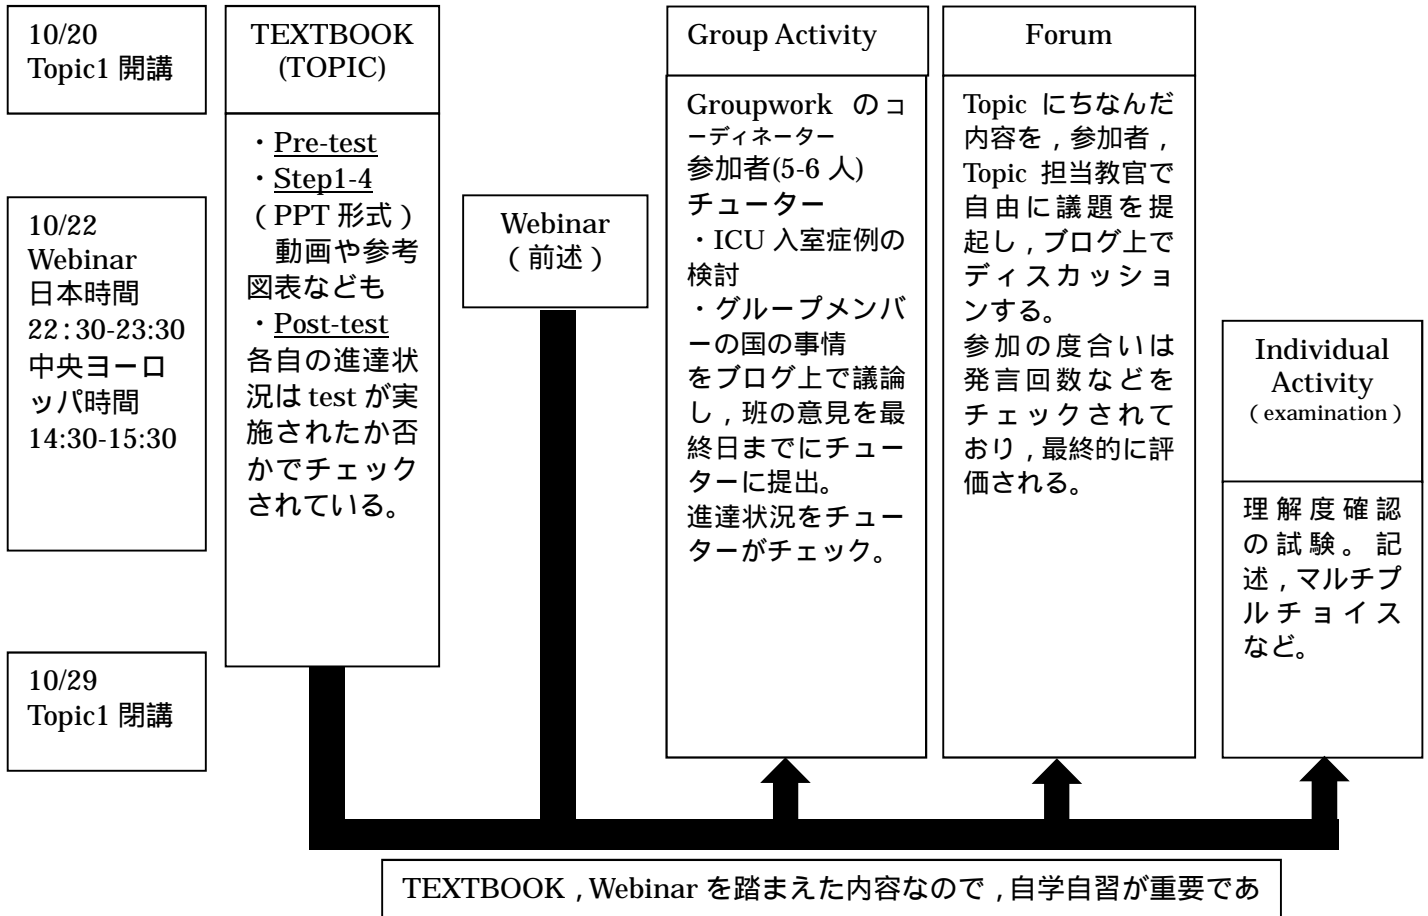 10/20
Topic1 開講
10/22
Webinar
日本時間
22：30-23:30
中央ヨーロ
ッパ時間
14:30-15:30
10/29
Topic1 閉講
TEXTBOOK
(TOPIC)
・Pre-test
・Step1-4
（PPT 形式）
動画や参考
図表なども
・Post-test
各自の進達状
況は test が実
施されたか否
かでチェック
されている。
Webinar
（前述）
Group Activity
Groupwork のコ
ーディネーター
参加者(5-6 人)
チューター
・ICU 入室症例の
検討
・グループメンバ
ーの国の事情
をブログ上で議論
し，班の意見を最
終日までにチュー
ターに提出。
進達状況をチュー
ターがチェック。
Forum
Topic にちなんだ
内容を，参加者，
Topic 担当教官で
自由に議題を提
起し，ブログ上で
ディスカッショ
ンする。
参加の度合いは
発言回数などを
チェックされて
おり，最終的に評
価される。
Individual
Activity
（examination）
理解度確認
の試験。記
述，マルチプ
ルチョイス
など。
TEXTBOOK，Webinar を踏まえた内容なので，自学自習が重要であ